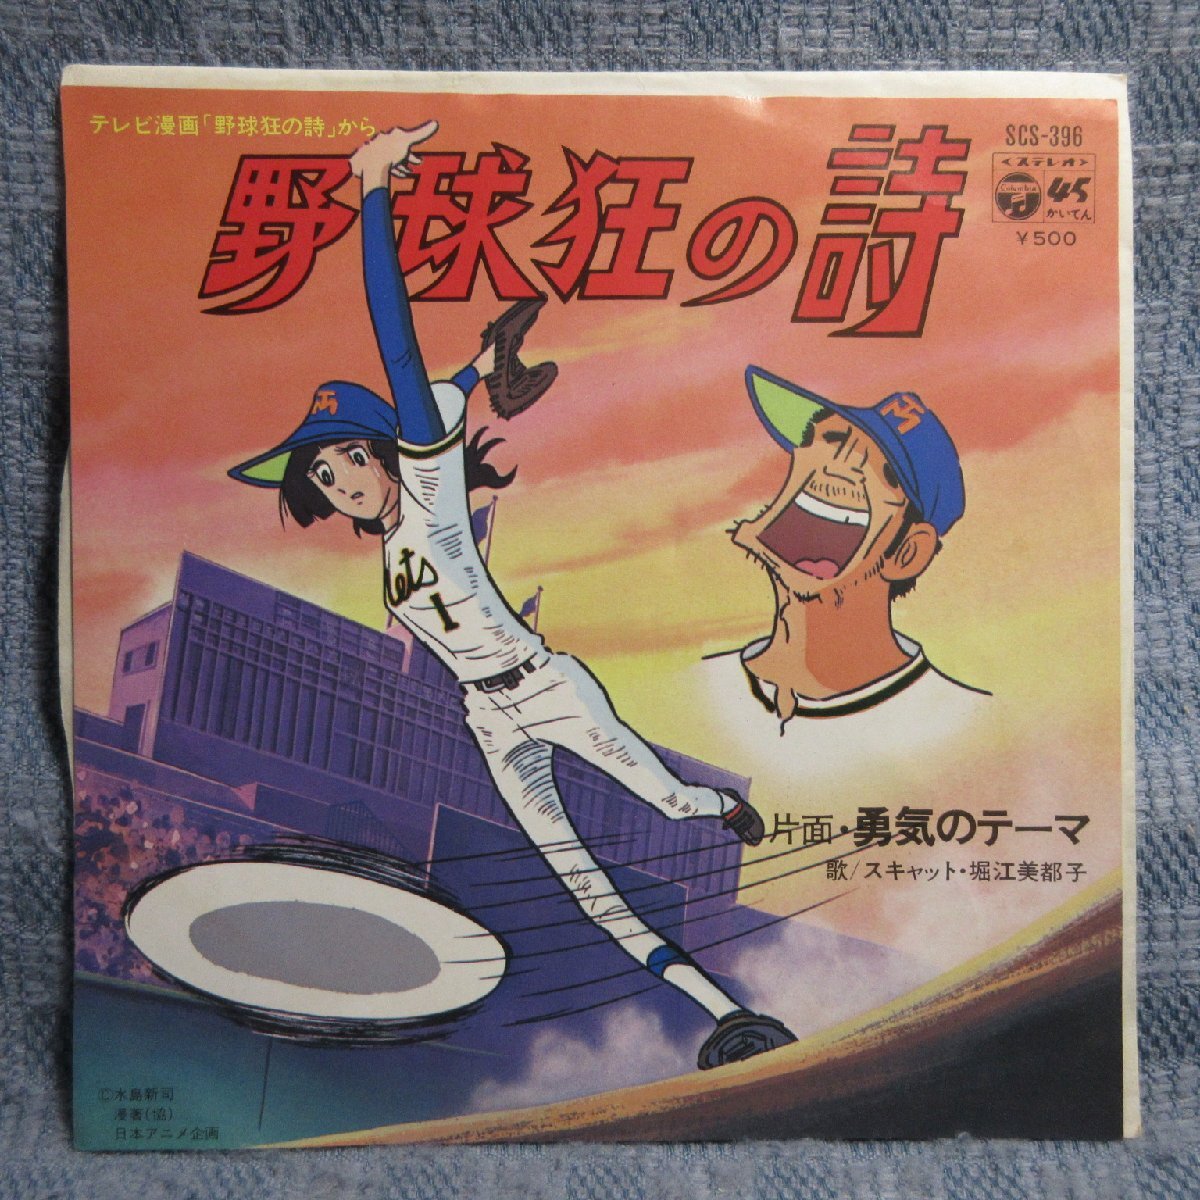 テレビ漫画「野球狂の詩」から
野球狂の詩
SCS-396
<ステレオ>
Columbia
45
かいてん
¥500
lets
1
片面・勇気のテーマ
歌/スキャット・堀江美都子
©水島新司
漫著(協)
日本アニメ企画